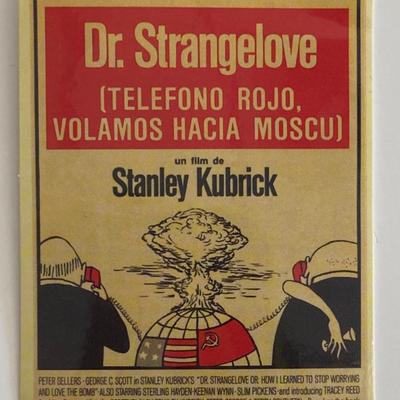 Dr. Strangelove
(TELEFONO ROJO,
VOLAMOS HACIA MOSCU)
un film de
Stanley Kubrick
PETER SELLERS · GEORGE C. SCOTT in STANLEY KUBRICK'S "DR. STRANGELOVE OR: HOW I LEARNED TO STOP WORRYING
AND LOVE THE BOMB" ALSO STARRING STERLING HAYDEN · KEENAN WYNN · SLIM PICKENS · and introducing TRACEY REED